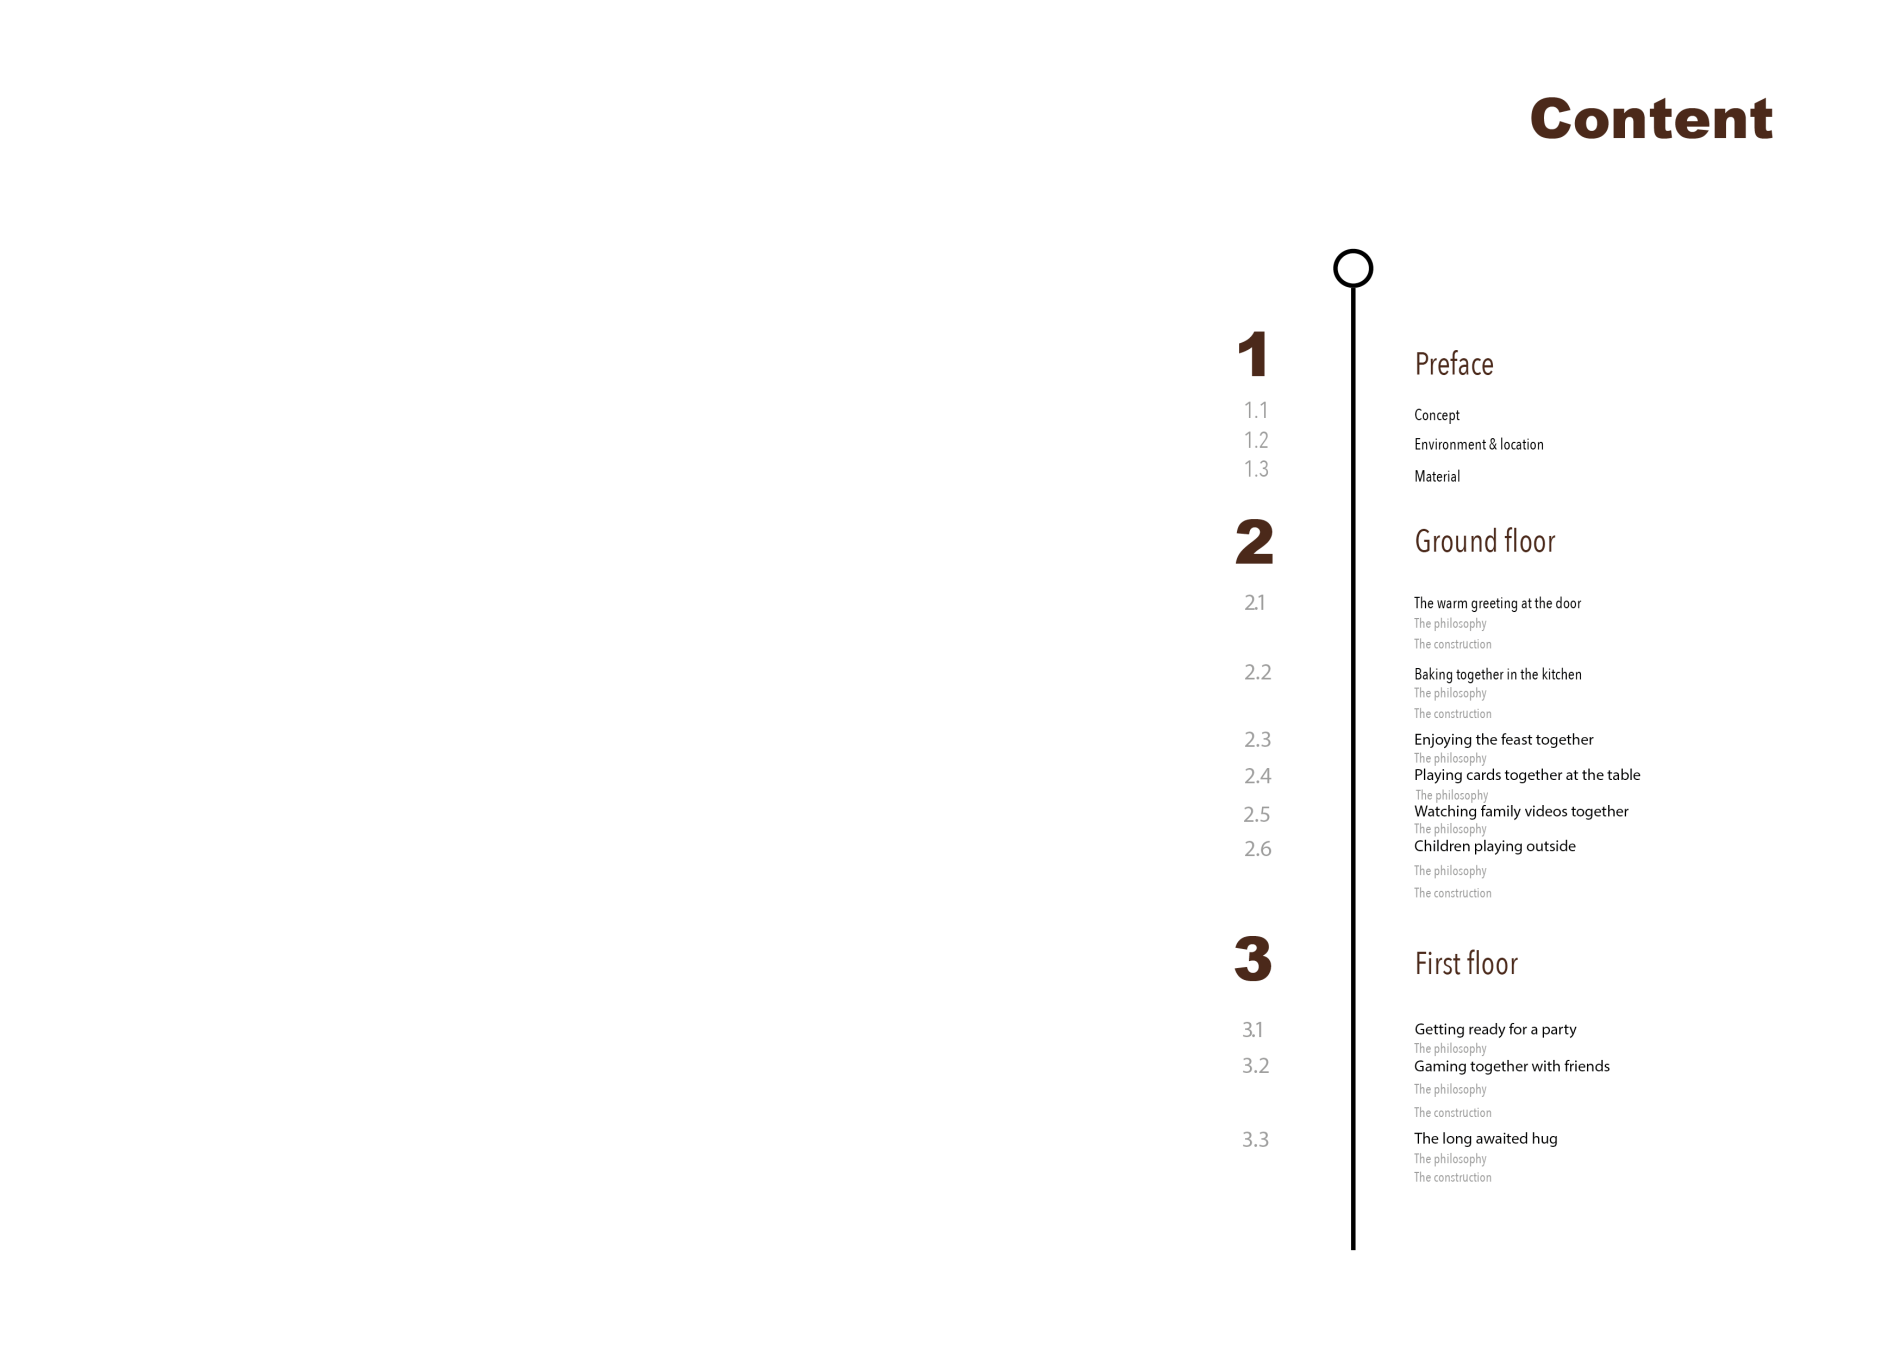 Content
1 Preface
1.1 Concept
1.2 Environment & location
1.3 Material
2 Ground floor
2.1 The warm greeting at the door
The philosophy
The construction
2.2 Baking together in the kitchen
The philosophy
The construction
2.3 Enjoying the feast together
The philosophy
2.4 Playing cards together at the table
The philosophy
2.5 Watching family videos together
The philosophy
2.6 Children playing outside
The philosophy
The construction
3 First floor
3.1 Getting ready for a party
The philosophy
3.2 Gaming together with friends
The philosophy
The construction
3.3 The long awaited hug
The philosophy
The construction